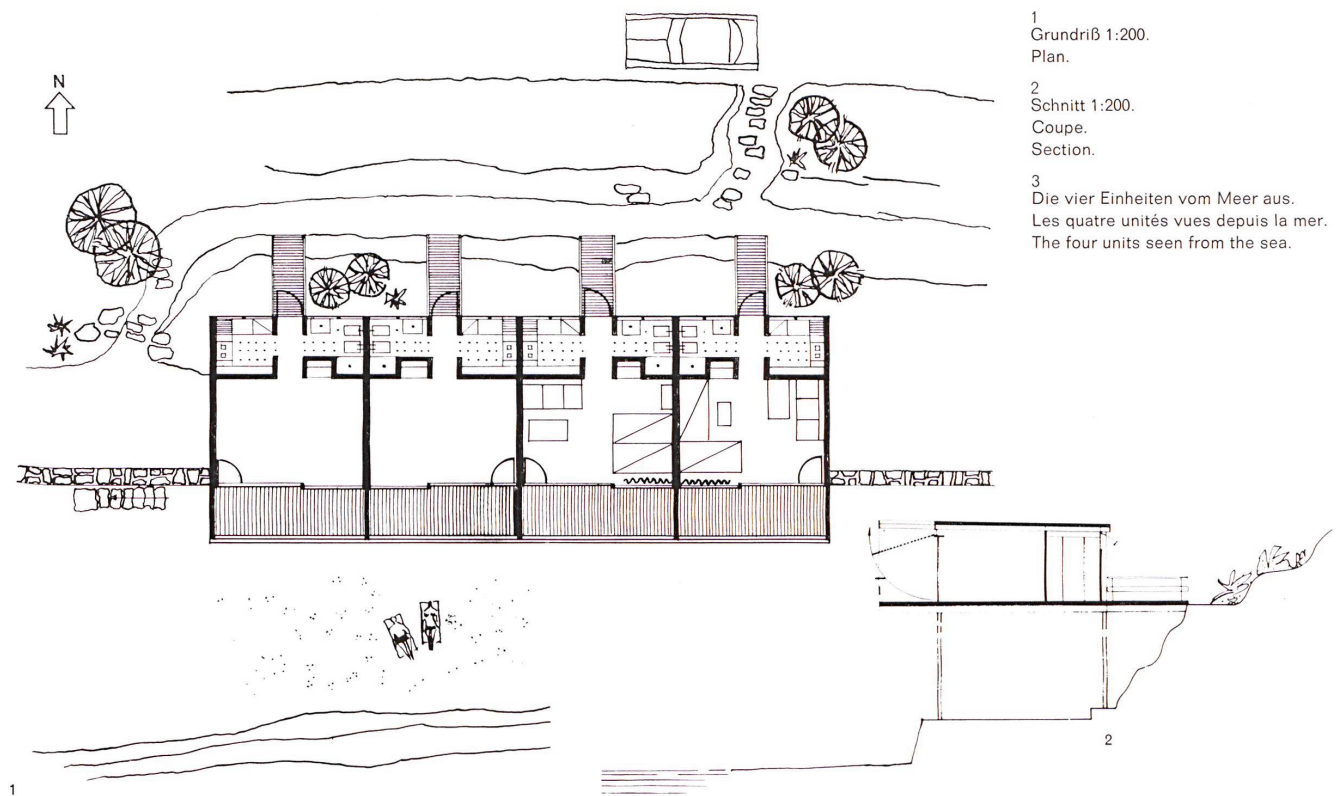 N
1
Grundriß 1:200.
Plan.
2
Schnitt 1:200.
Coupe.
Section.
3
Die vier Einheiten vom Meer aus.
Les quatre unités vues depuis la mer.
The four units seen from the sea.
2
1